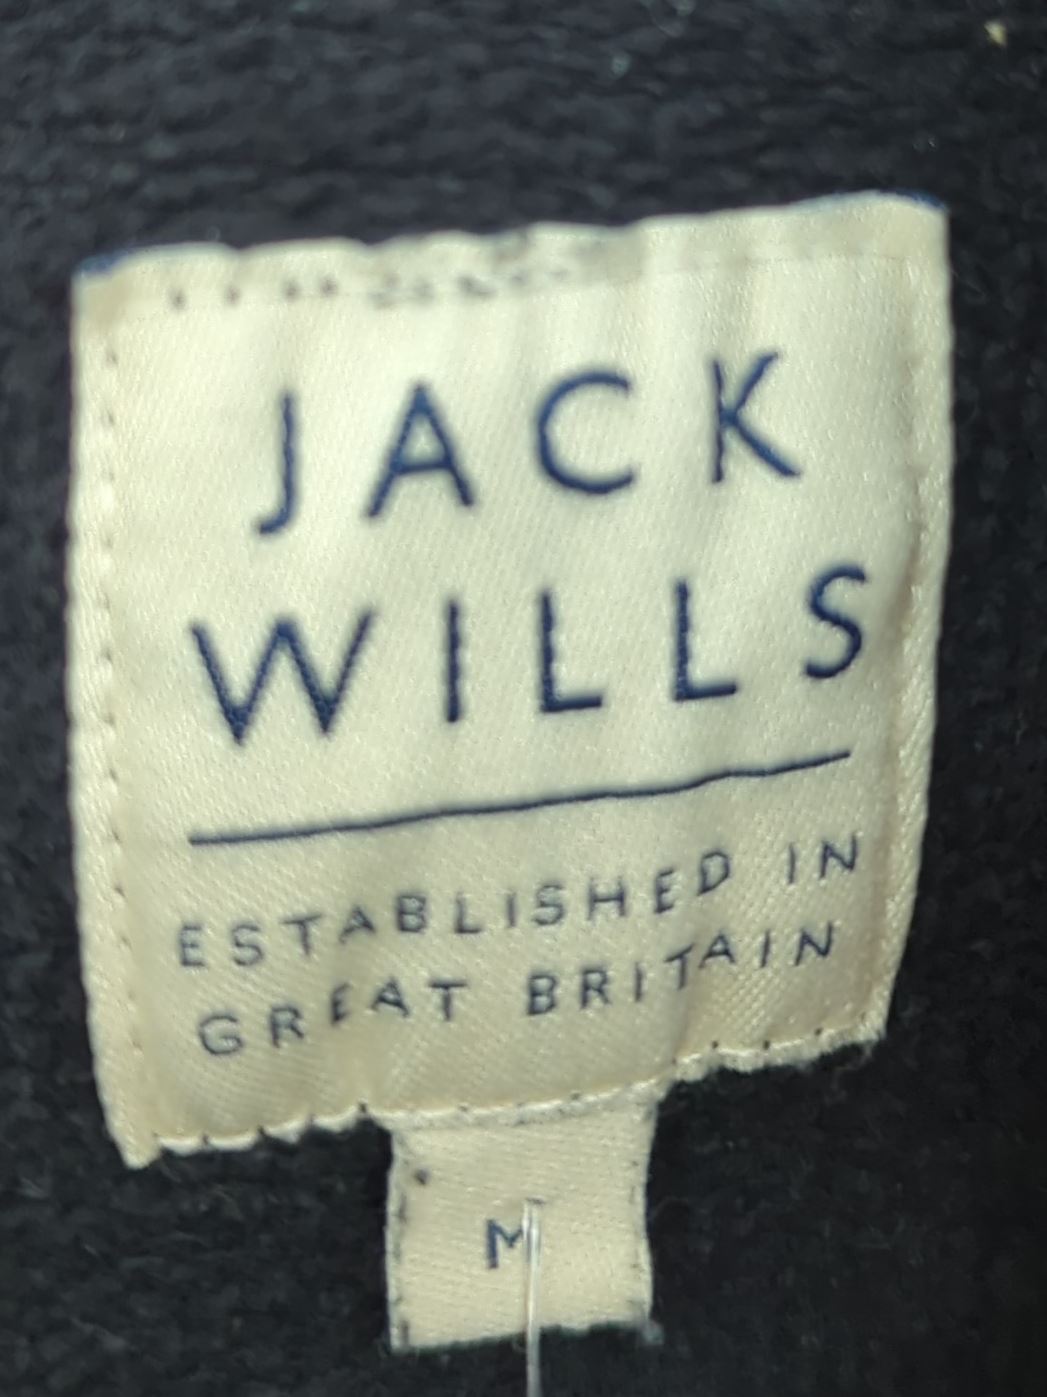 JACK
WILLS
ESTABLISHED IN
GREAT BRITAIN
M